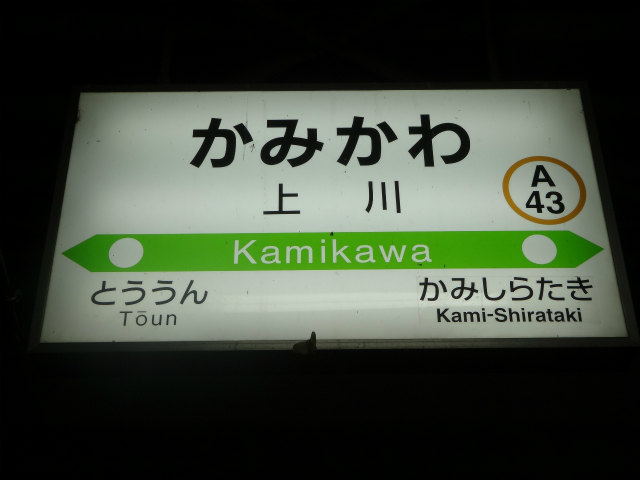 かみかわ
上川
A
43
Kamikawa
とううん
Tōun
かみしらたき
Kami-Shirataki